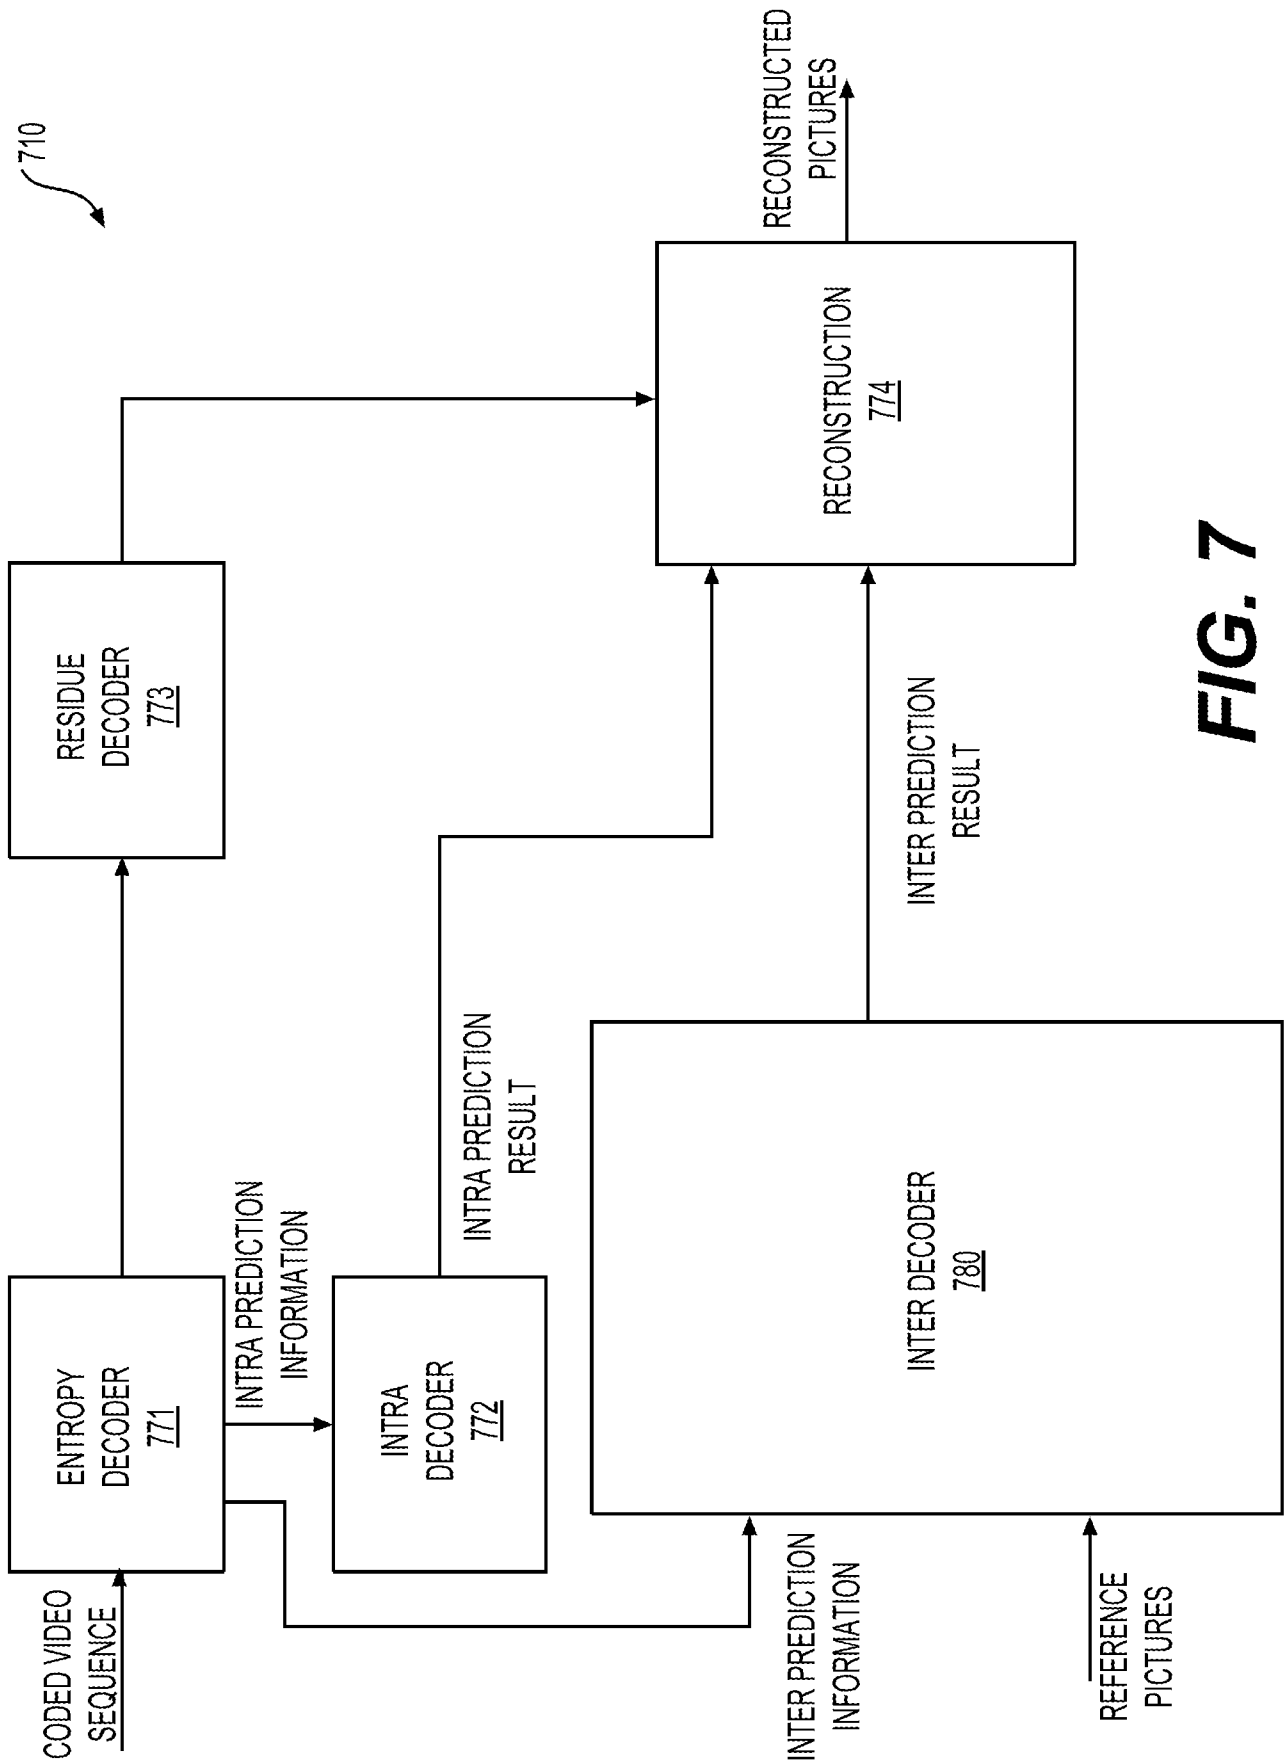 710
CODED VIDEO
SEQUENCE
ENTROPY
DECODER
771
RESIDUE
DECODER
773
INTRA PREDICTION
INFORMATION
INTRA
DECODER
772
INTRA PREDICTION
RESULT
INTER PREDICTION
INFORMATION
REFERENCE
PICTURES
INTER DECODER
780
INTER PREDICTION
RESULT
RECONSTRUCTION
774
RECONSTRUCTED
PICTURES
FIG. 7